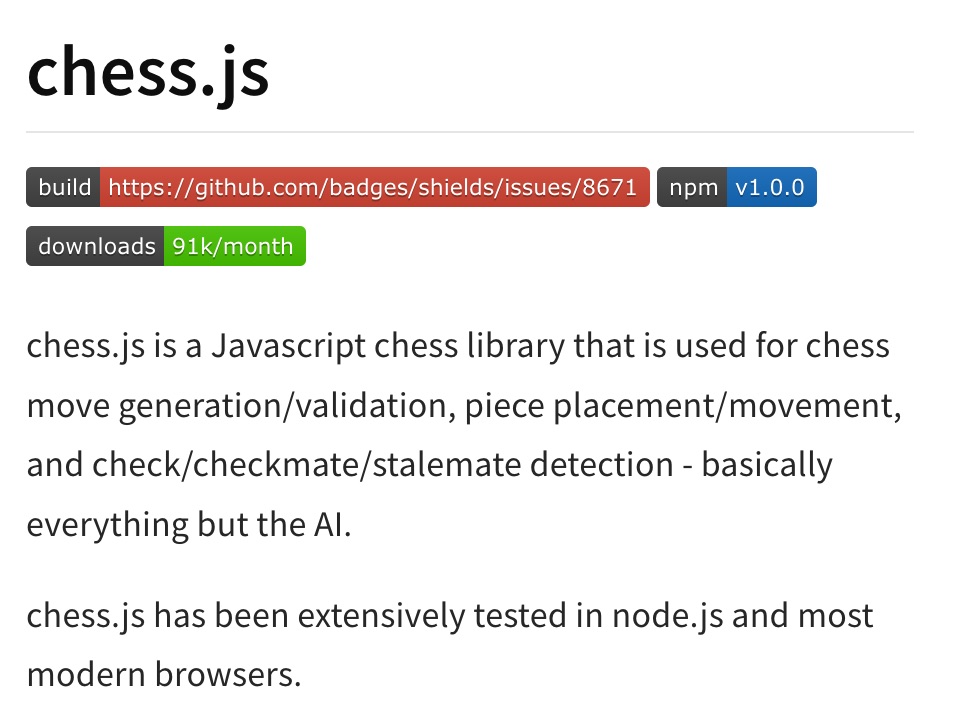 chess.js
build https://github.com/badges/shields/issues/8671 npm v1.0.0
downloads 91k/month
chess.js is a Javascript chess library that is used for chess
move generation/validation, piece placement/movement,
and check/checkmate/stalemate detection - basically
everything but the AI.
chess.js has been extensively tested in node.js and most
modern browsers.